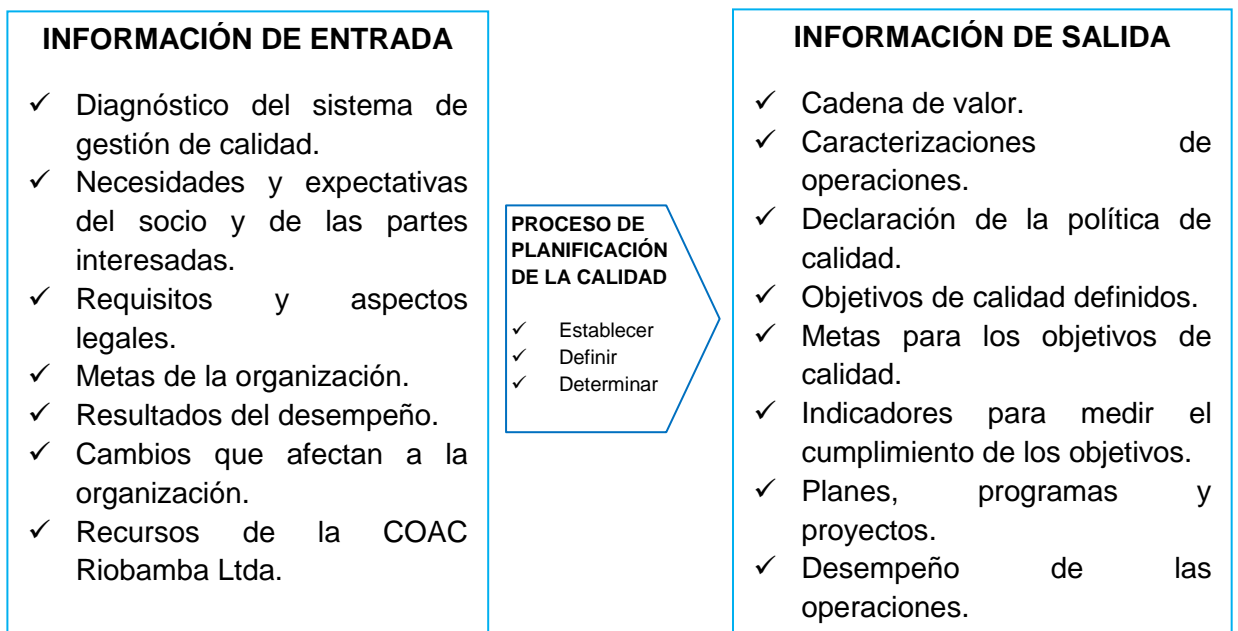 INFORMACIÓN DE ENTRADA
✓ Diagnóstico del sistema de
gestión de calidad.
✓ Necesidades y expectativas
del socio y de las partes
interesadas.
✓ Requisitos y aspectos
legales.
✓ Metas de la organización.
✓ Resultados del desempeño.
✓ Cambios que afectan a la
organización.
✓ Recursos de la COAC
Riobamba Ltda.
PROCESO DE
PLANIFICACIÓN
DE LA CALIDAD
✓ Establecer
✓ Definir
✓ Determinar
INFORMACIÓN DE SALIDA
✓ Cadena de valor.
✓ Caracterizaciones de
operaciones.
✓ Declaración de la política de
calidad.
✓ Objetivos de calidad definidos.
✓ Metas para los objetivos de
calidad.
✓ Indicadores para medir el
cumplimiento de los objetivos.
✓ Planes, programas y
proyectos.
✓ Desempeño de las
operaciones.